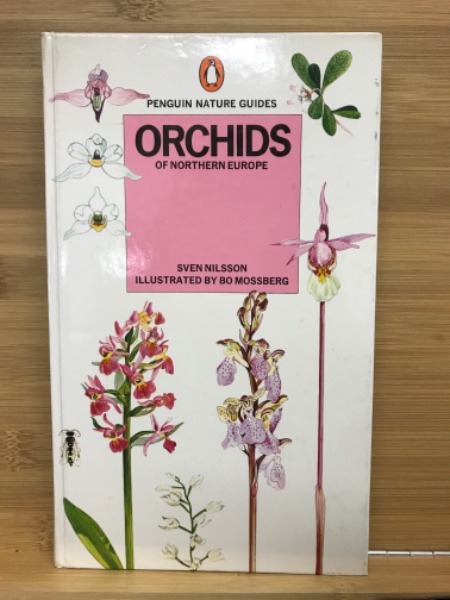 PENGUIN NATURE GUIDES
ORCHIDS
OF NORTHERN EUROPE
SVEN NILSSON
ILLUSTRATED BY BO MOSSBERG